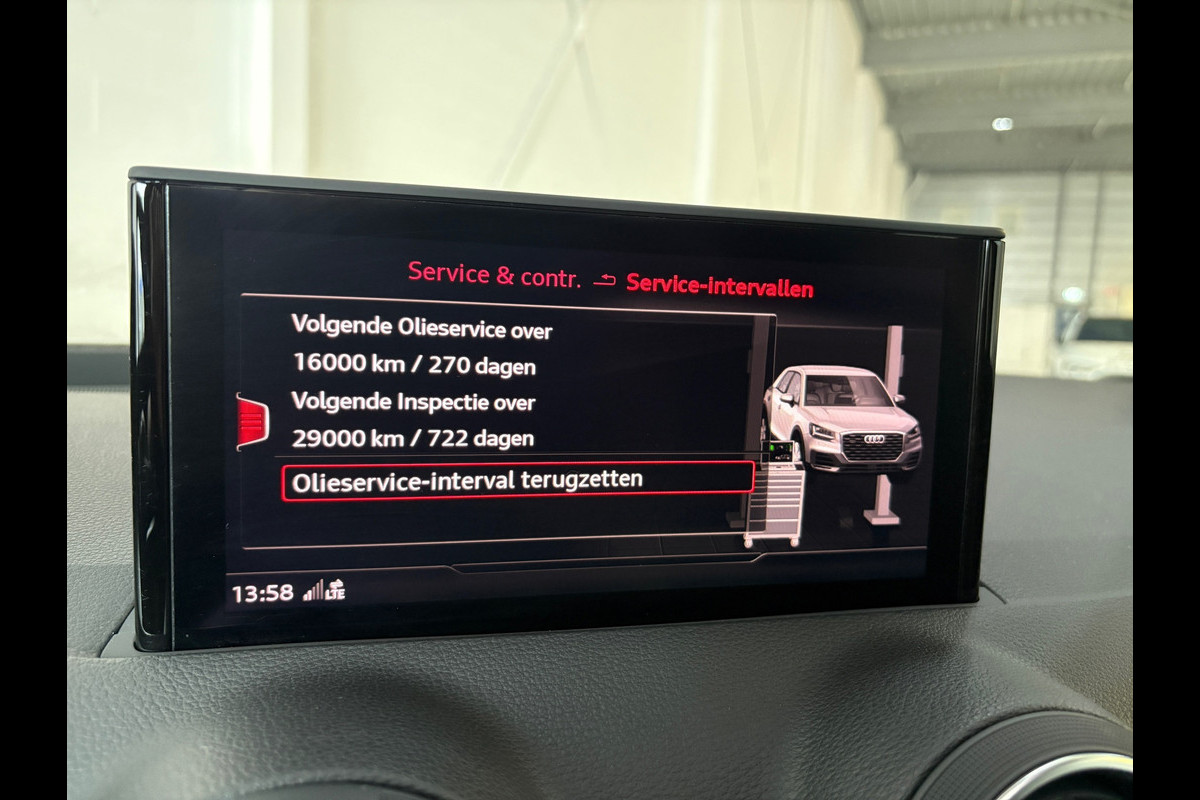 Service & contr. Service-intervallen
Volgende Olieservice over
16000 km / 270 dagen
Volgende Inspectie over
29000 km / 722 dagen
Olieservice-interval terugzetten
13:58 LTE